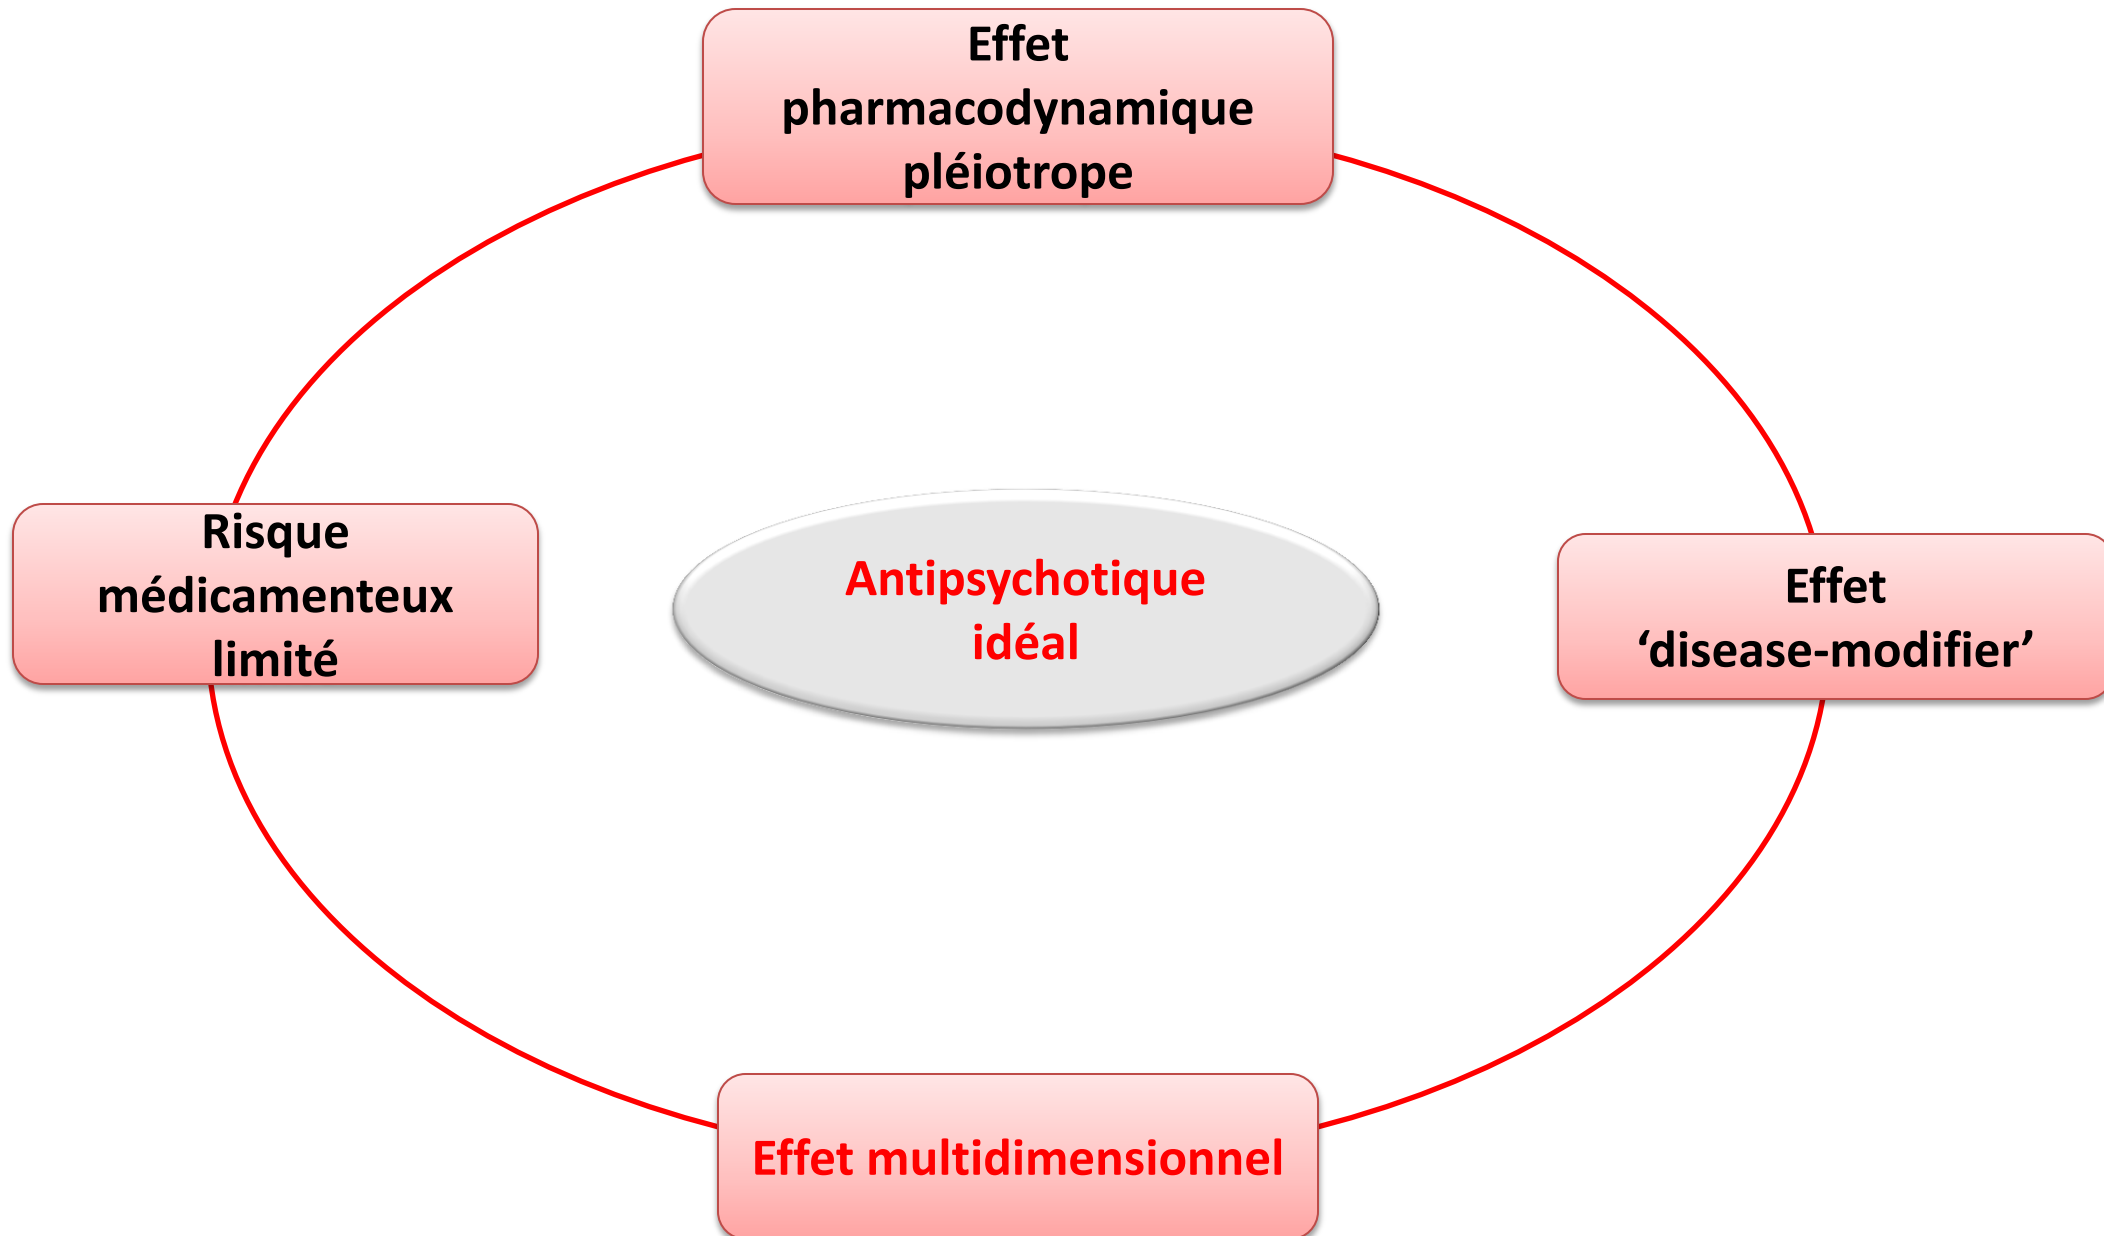 Effet
pharmacodynamique
pléiotrope
Risque
médicamenteux
limité
Antipsychotique
idéal
Effet
‘disease-modifier’
Effet multidimensionnel